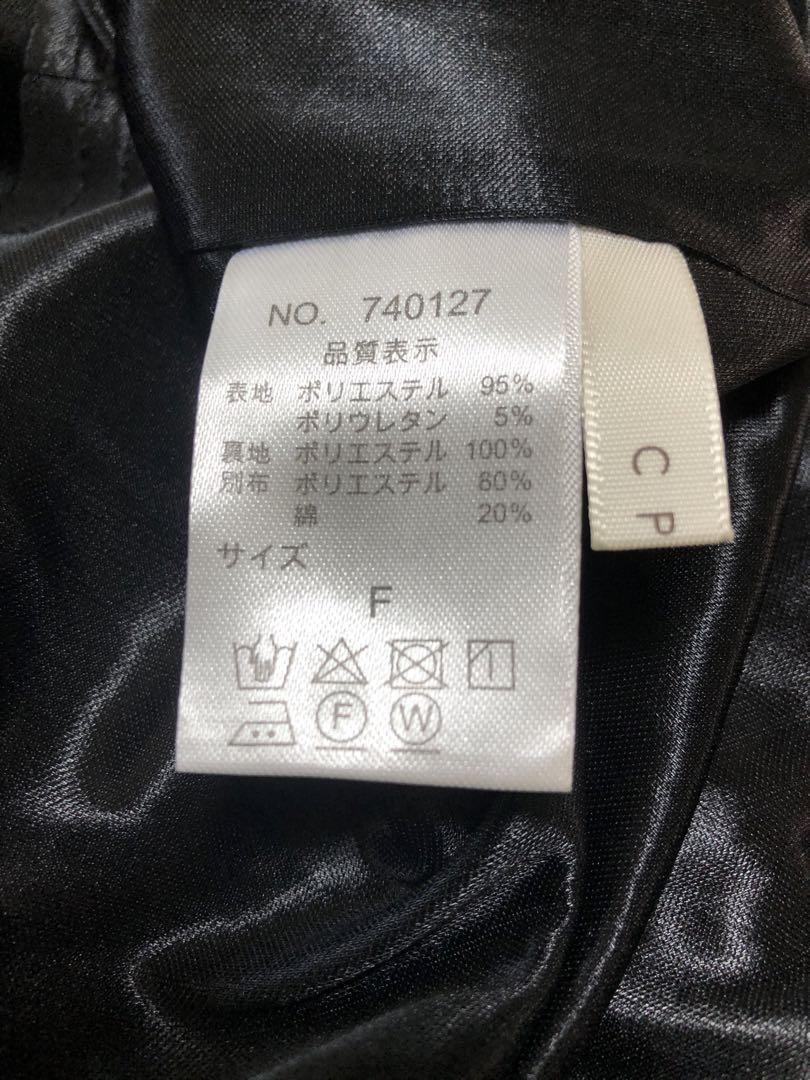 NO. 740127
品質表示
表地 ポリエステル 95%
ポリウレタン 5%
裏地 ポリエステル 100%
別布 ポリエステル 80%
綿 20%
サイズ
F
F W
C P